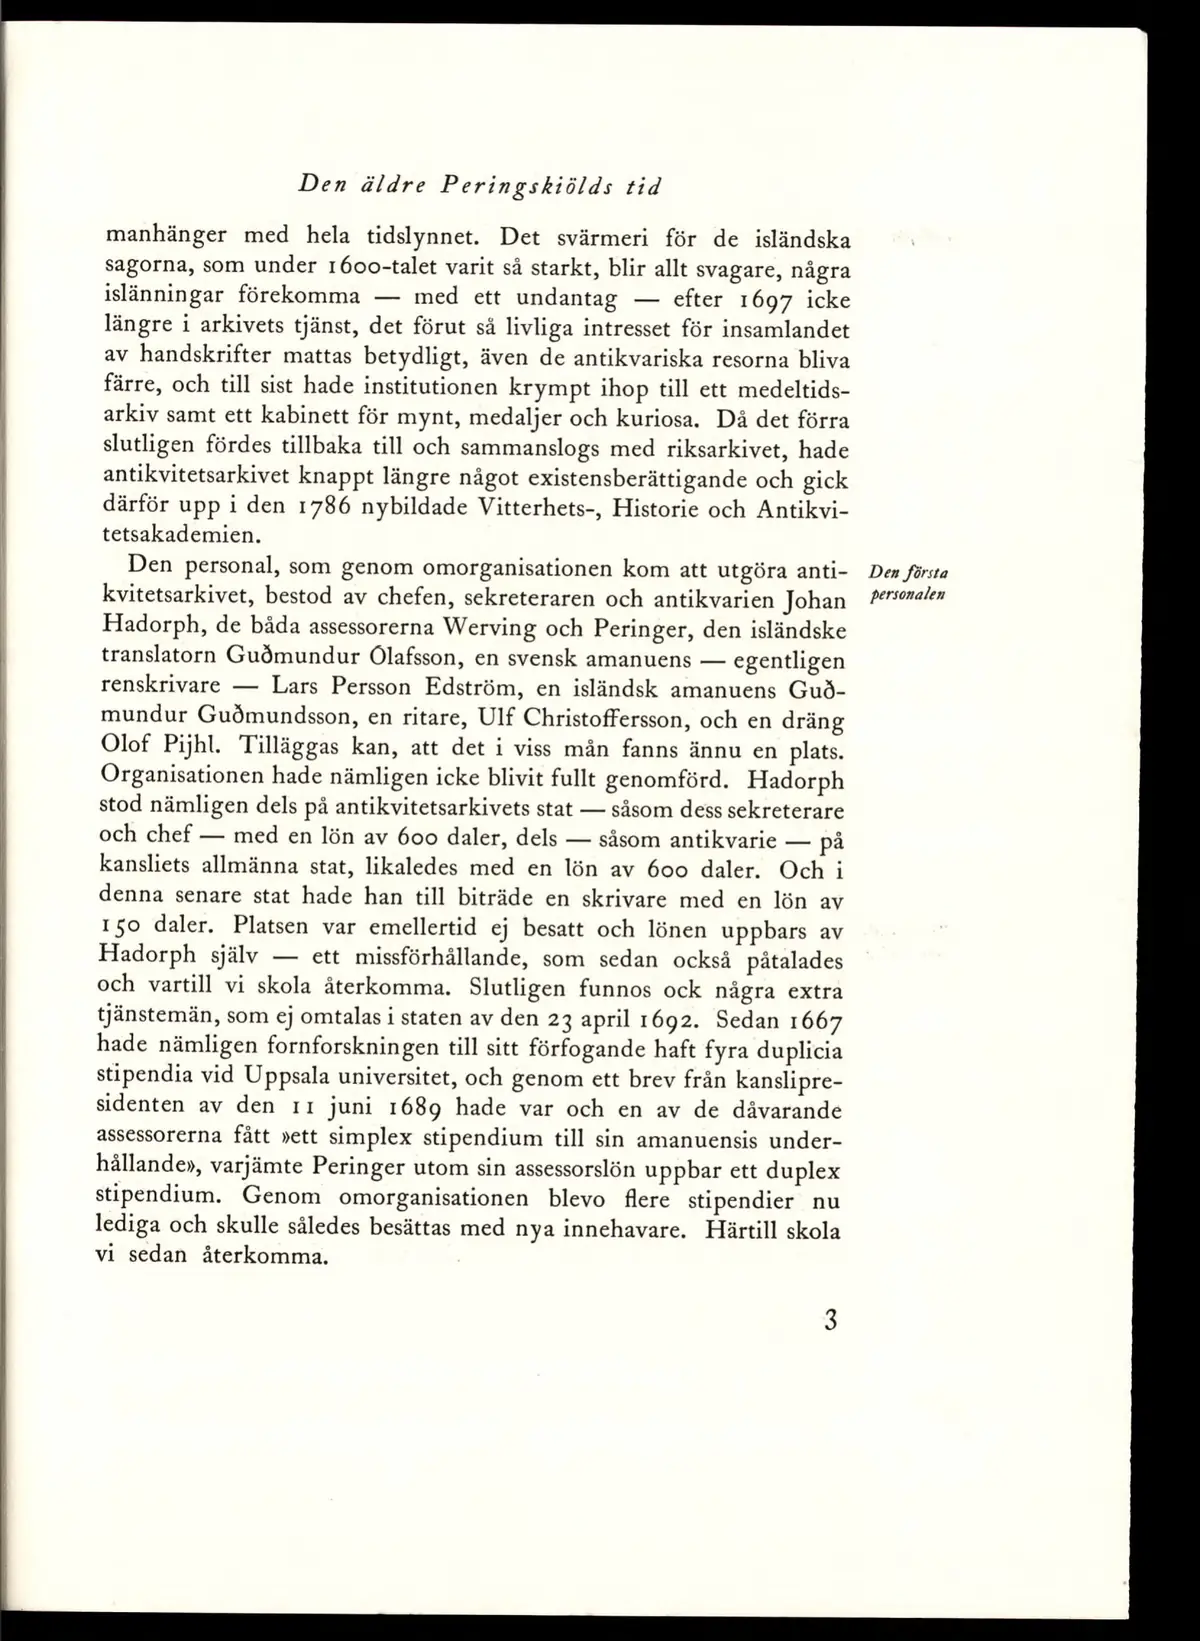 Den äldre Peringskiölds tid
manhänger med hela tidslynnet. Det svärmeri för de isländska
sagorna, som under 1600-talet varit så starkt, blir allt svagare, några
islänningar förekomma — med ett undantag — efter 1697 icke
längre i arkivets tjänst, det förut så livliga intresset för insamlandet
av handskrifter mattas betydligt, även de antikvariska resorna bliva
färre, och till sist hade institutionen krympt ihop till ett medeltids-
arkiv samt ett kabinett för mynt, medaljer och kuriosa. Då det förra
slutligen fördes tillbaka till och sammanslogs med riksarkivet, hade
antikvitetsarkivet knappt längre något existensberättigande och gick
därför upp i den 1786 nybildade Vitterhets-, Historie och Antikvi-
tetsakademien.
Den personal, som genom omorganisationen kom att utgöra anti-
kvitetsarkivet, bestod av chefen, sekreteraren och antikvarien Johan
Hadorph, de båda assessorerna Werving och Peringer, den isländske
translatorn Guðmundur Ólafsson, en svensk amanuens — egentligen
renskrivare — Lars Persson Edström, en isländsk amanuens Guð-
mundur Guðmundsson, en ritare, Ulf Christoffersson, och en dräng
Olof Pijhl. Tilläggas kan, att det i viss mån fanns ännu en plats.
Organisationen hade nämligen icke blivit fullt genomförd. Hadorph
stod nämligen dels på antikvitetsarkivets stat — såsom dess sekreterare
och chef — med en lön av 600 daler, dels — såsom antikvarie — på
kansliets allmänna stat, likaledes med en lön av 600 daler. Och i
denna senare stat hade han till biträde en skrivare med en lön av
150 daler. Platsen var emellertid ej besatt och lönen uppbars av
Hadorph själv — ett missförhållande, som sedan också påtalades
och vartill vi skola återkomma. Slutligen funnos ock några extra
tjänstemän, som ej omtalas i staten av den 23 april 1692. Sedan 1667
hade nämligen fornforskningen till sitt förfogande haft fyra duplicia
stipendia vid Uppsala universitet, och genom ett brev från kanslipre-
sidenten av den 11 juni 1689 hade var och en av de dåvarande
assessorerna fått »ett simplex stipendium till sin amanuensis under-
hållande», varjämte Peringer utom sin assessorslön uppbar ett duplex
stipendium. Genom omorganisationen blevo flere stipendier nu
lediga och skulle således besättas med nya innehavare. Härtill skola
vi sedan återkomma.
Den första
personalen
3